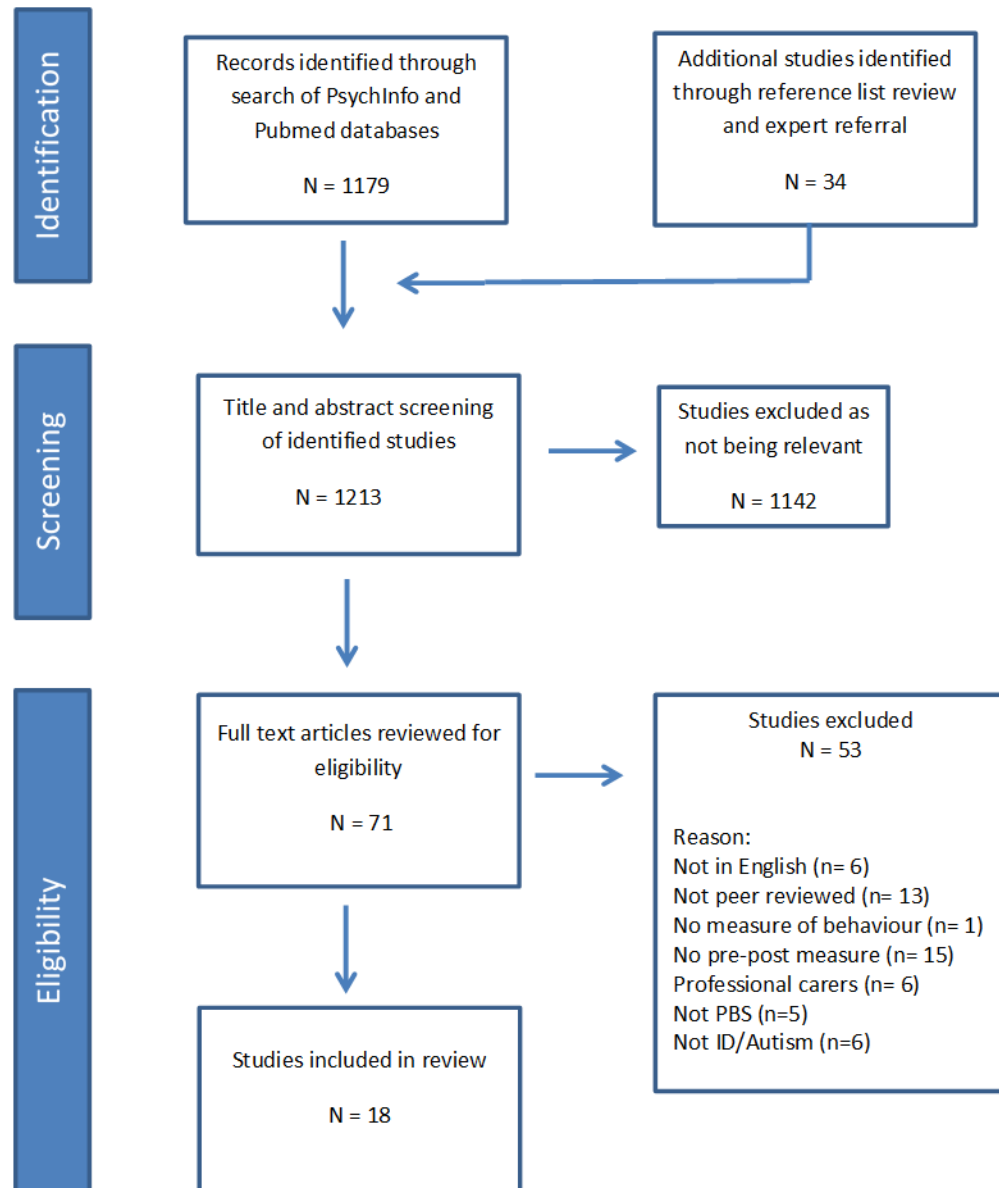 Identification
Records identified through
search of PsychInfo and
Pubmed databases
N = 1179
Additional studies identified
through reference list review
and expert referral
N = 34
Screening
Title and abstract screening
of identified studies
N = 1213
Studies excluded as
not being relevant
N = 1142
Eligibility
Full text articles reviewed for
eligibility
N = 71
Studies excluded
N = 53
Reason:
Not in English (n= 6)
Not peer reviewed (n= 13)
No measure of behaviour (n= 1)
No pre-post measure (n= 15)
Professional carers (n= 6)
Not PBS (n=5)
Not ID/Autism (n=6)
Studies included in review
N = 18